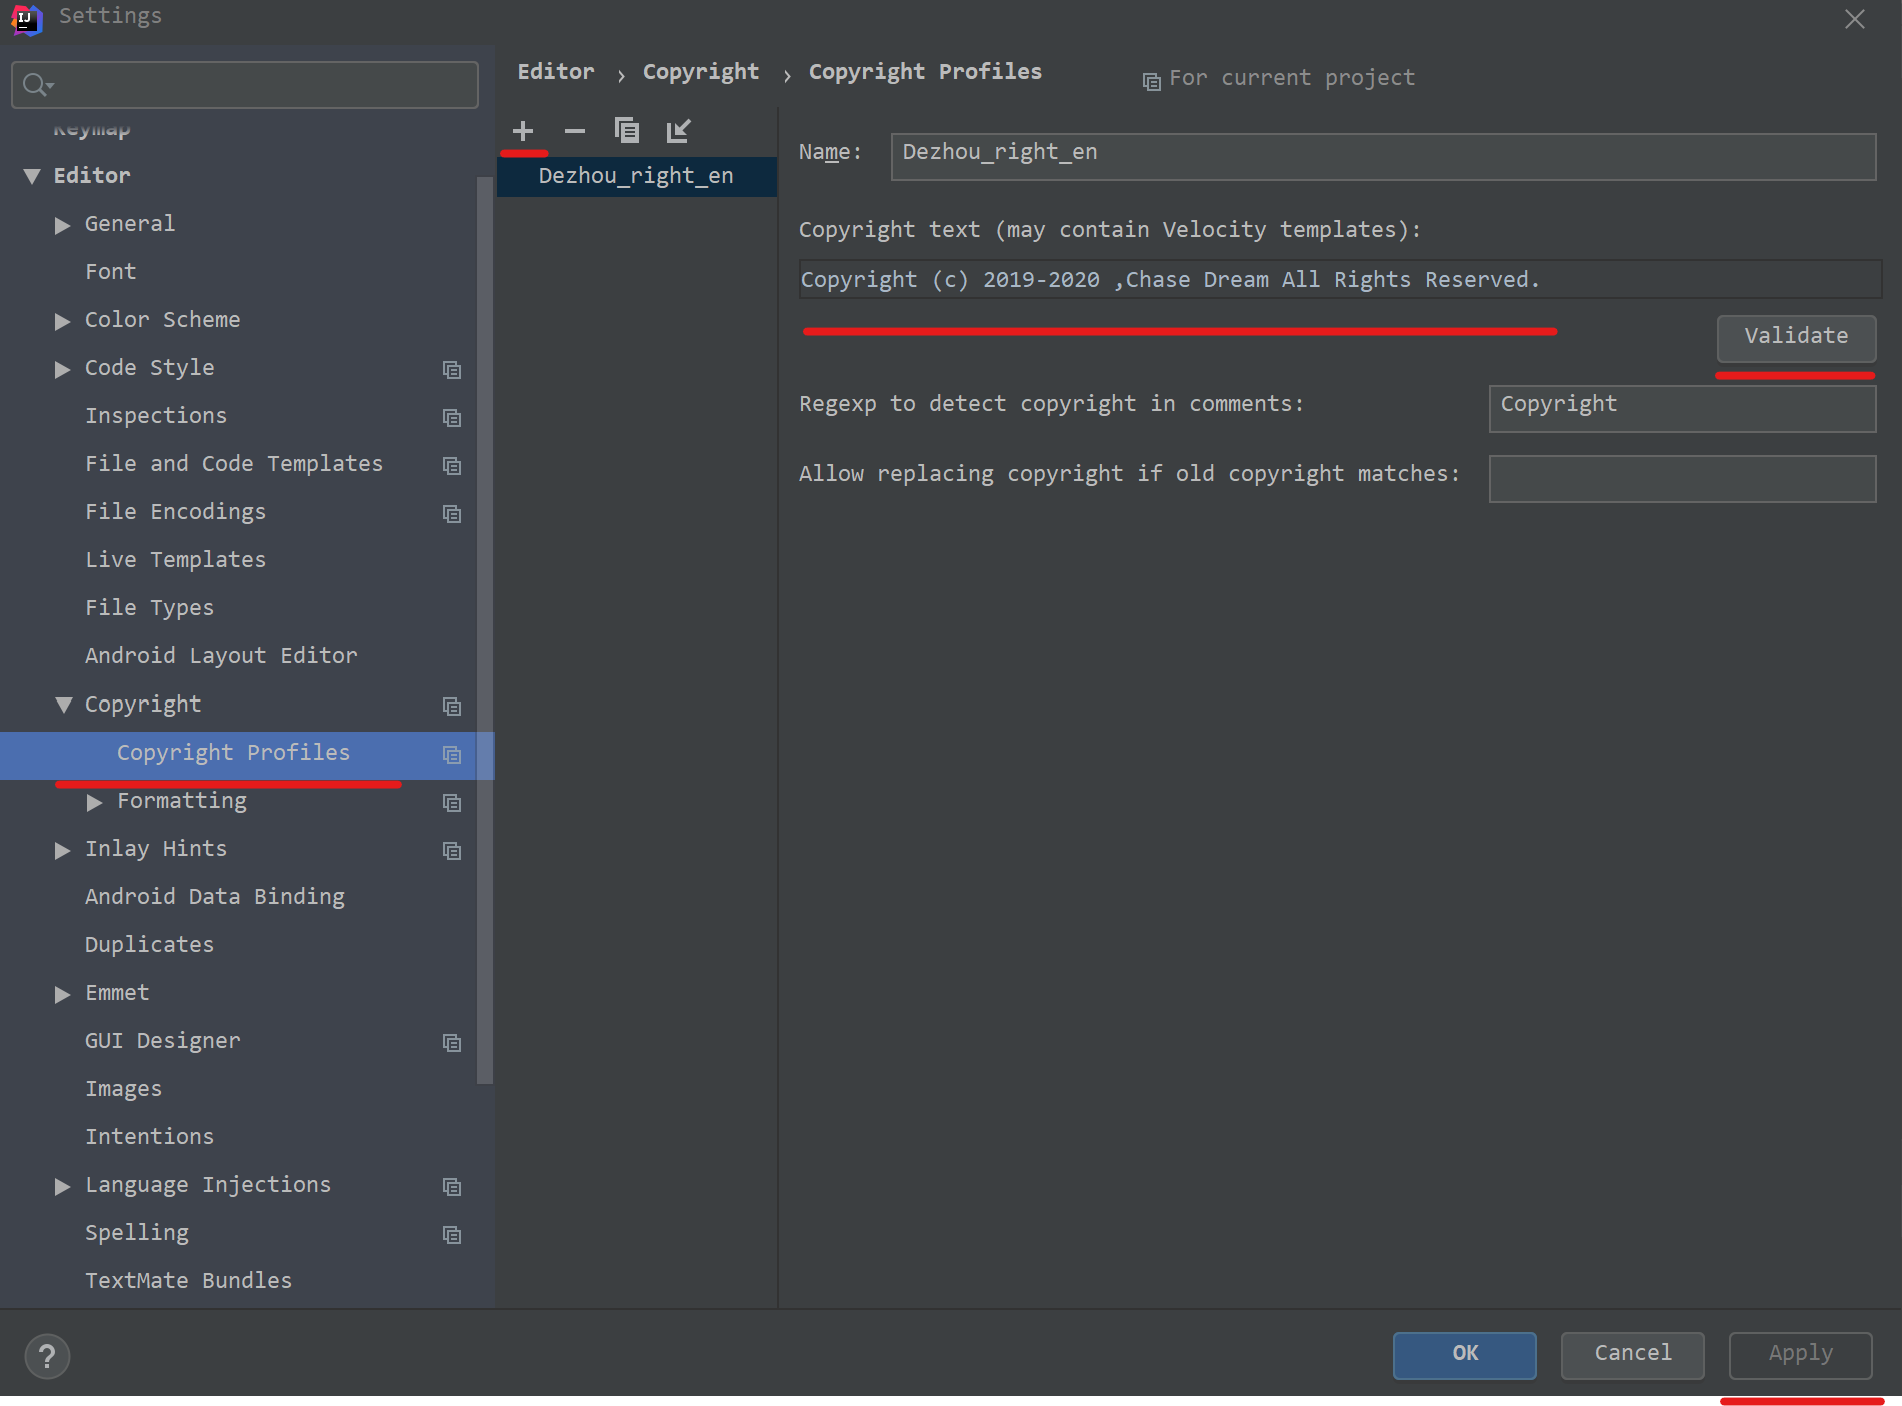 IJ Settings
Keymap
Editor
General
Font
Color Scheme
Code Style
Inspections
File and Code Templates
File Encodings
Live Templates
File Types
Android Layout Editor
Copyright
Copyright Profiles
Formatting
Inlay Hints
Android Data Binding
Duplicates
Emmet
GUI Designer
Images
Intentions
Language Injections
Spelling
TextMate Bundles
Editor › Copyright › Copyright Profiles For current project
Dezhou_right_en
Name: Dezhou_right_en
Copyright text (may contain Velocity templates):
Copyright (c) 2019-2020 ,Chase Dream All Rights Reserved.
Validate
Regexp to detect copyright in comments: Copyright
Allow replacing copyright if old copyright matches:
? OK Cancel Apply